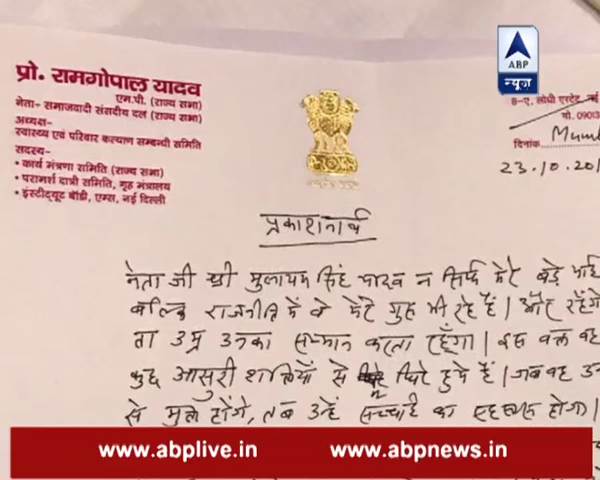 प्रो. रामगोपाल यादव
एम.पी. (राज्य सभा)
नेता- समाजवादी संसदीय दल (राज्य सभा)
अध्यक्ष-
स्वास्थ्य एवं परिवार कल्याण सम्बन्धी समिति
सदस्य-
• कार्य मंत्रणा समिति (राज्य सभा)
• परामर्श दात्री समिति, गृह मंत्रालय
• इंस्टीट्यूट बॉडी, एम्स, नई दिल्ली
ABP
न्यूज़
8-ए, लोधी एस्टेट, नई
मो. 09013
दिनांक
23.10.201
प्रकाशनार्थ
नेता जी श्री मुलायम सिंह यादव न सिर्फ मेरे बड़े भाई
बल्कि राजनीति में वे मेरे गुरु भी रहे हैं। और रहेंगे
ता उम्र उनका सम्मान करता रहूँगा। इस वक्त वह
कुछ आसुरी शक्तियों से घिरे हुये हैं। जब वह उन
से मुक्त होंगे, तब उन्हें सच्चाई का एहसास होगा।
www.abplive.in
www.abpnews.in